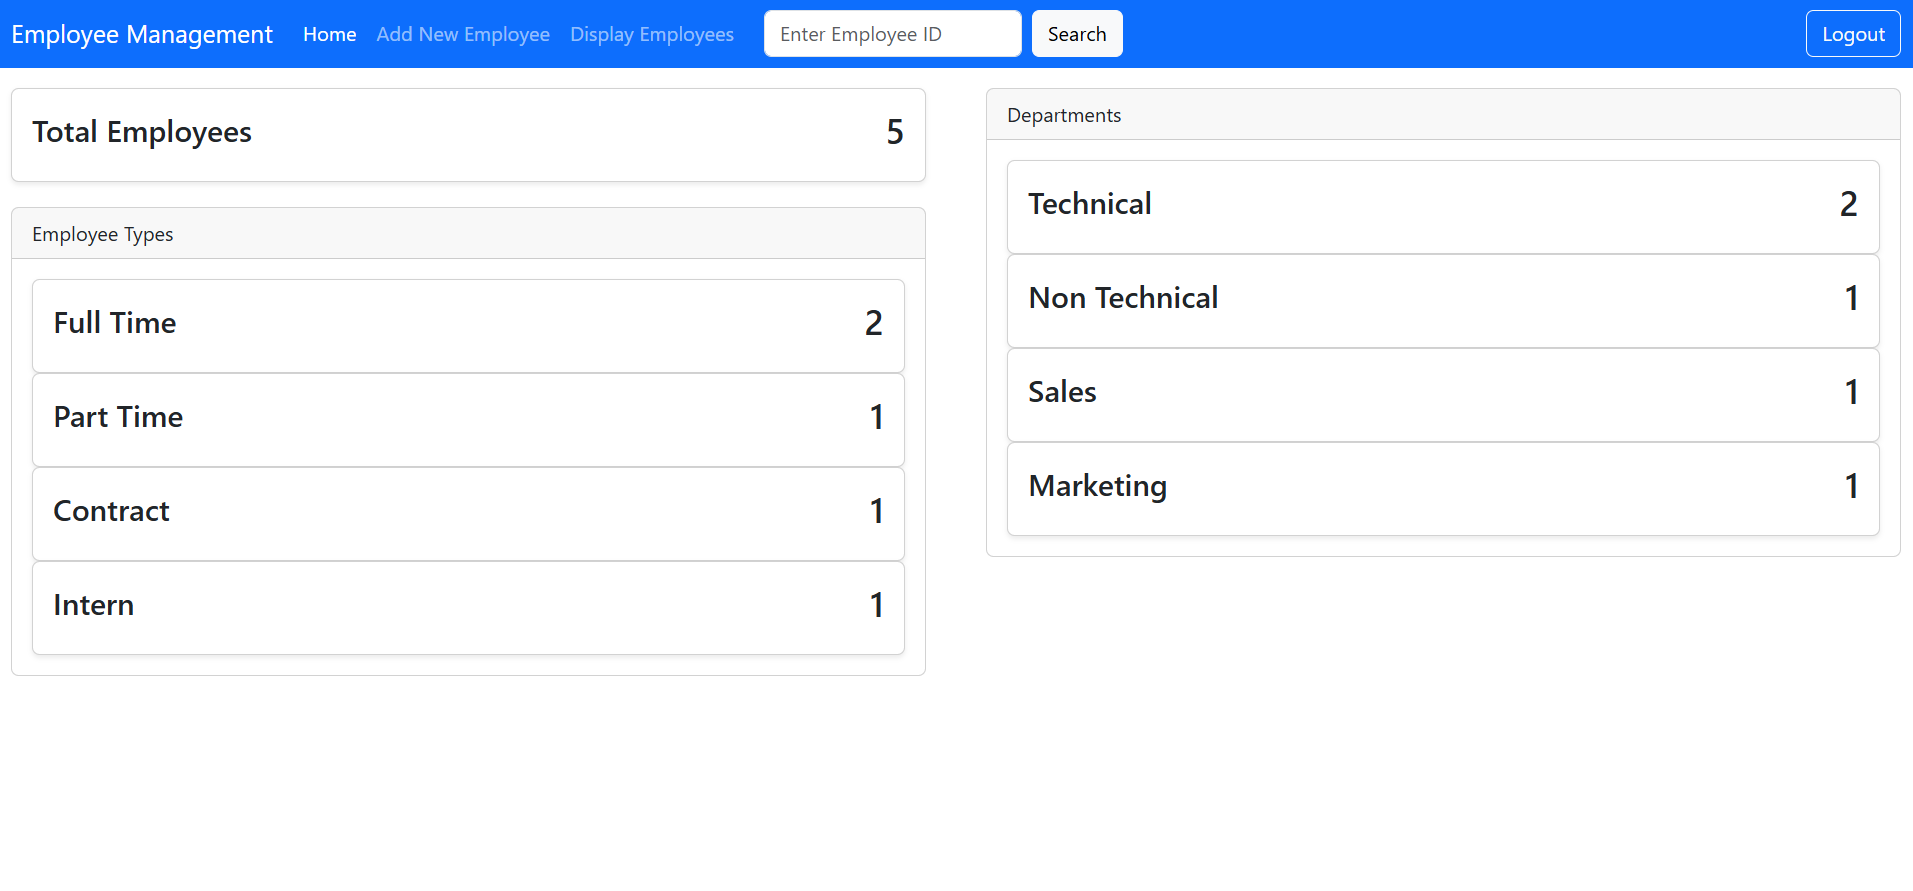 Employee Management Home Add New Employee Display Employees Enter Employee ID Search Logout
Total Employees 5
Employee Types
Full Time 2
Part Time 1
Contract 1
Intern 1
Departments
Technical 2
Non Technical 1
Sales 1
Marketing 1